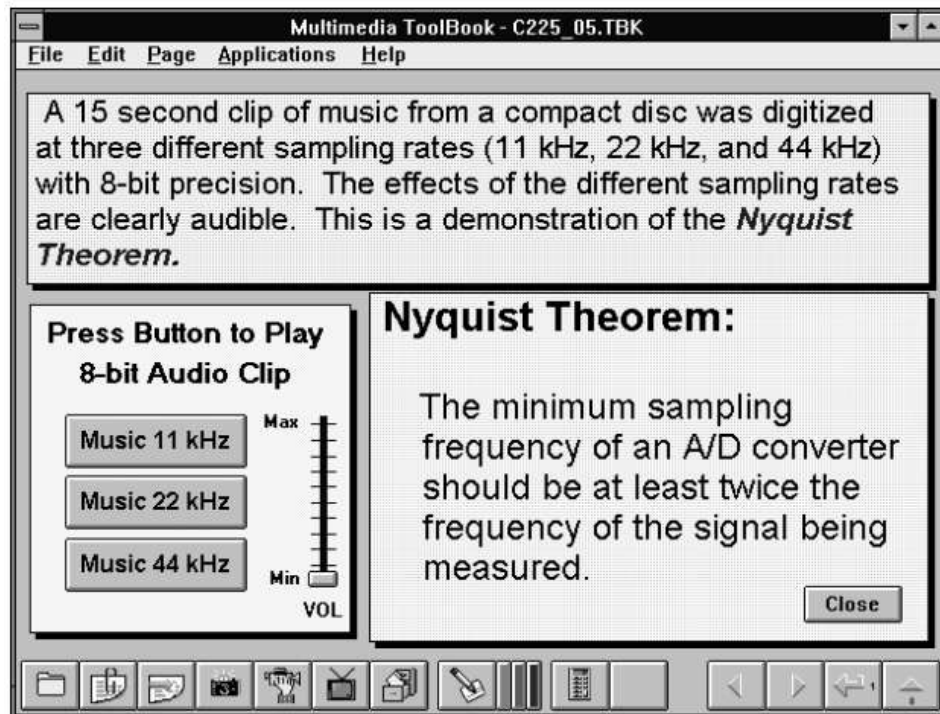 Multimedia ToolBook - C225_05.TBK
File Edit Page Applications Help
A 15 second clip of music from a compact disc was digitized
at three different sampling rates (11 kHz, 22 kHz, and 44 kHz)
with 8-bit precision. The effects of the different sampling rates
are clearly audible. This is a demonstration of the Nyquist
Theorem.
Press Button to Play
8-bit Audio Clip
Music 11 kHz
Music 22 kHz
Music 44 kHz
Max
Min
VOL
Nyquist Theorem:
The minimum sampling
frequency of an A/D converter
should be at least twice the
frequency of the signal being
measured.
Close